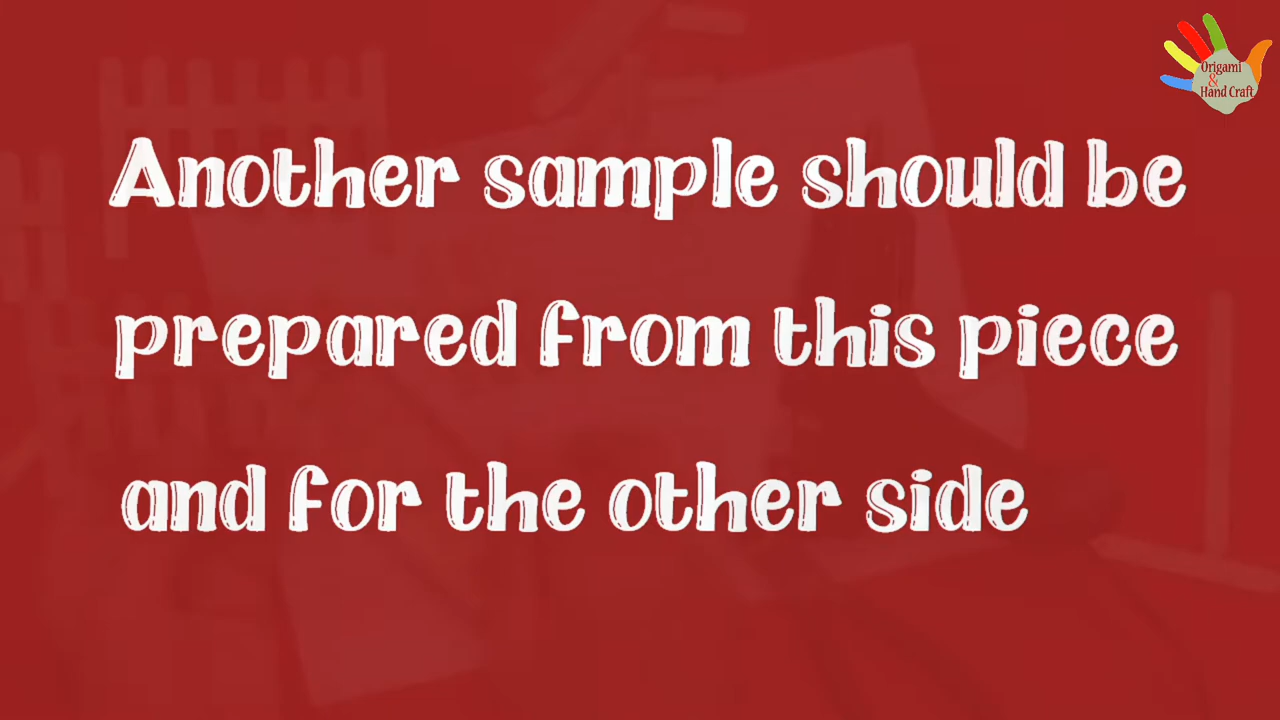 Origami
&
Hand Craft
Another sample should be
prepared from this piece
and for the other side